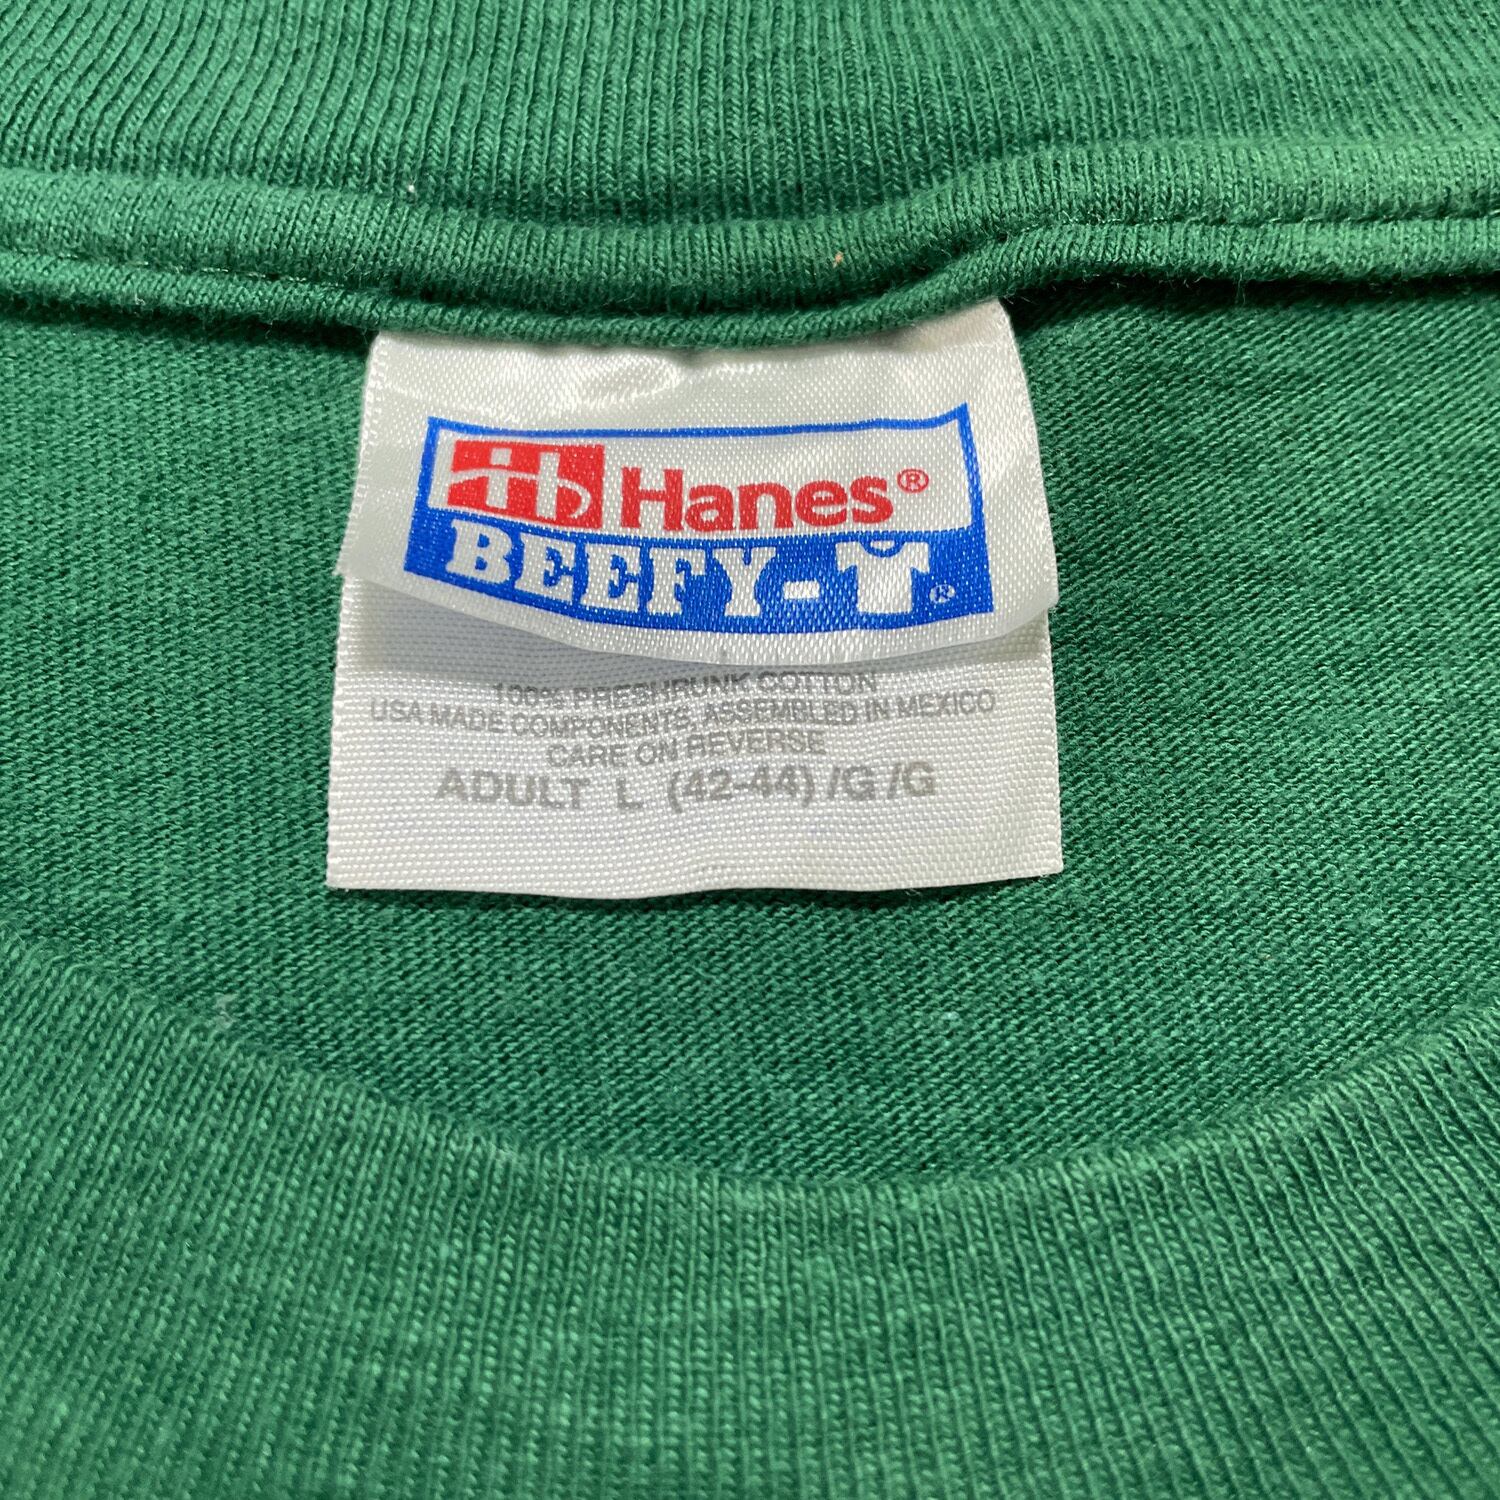 Hanes®
BEEFY-T®
100% PRESHRUNK COTTON
USA MADE COMPONENTS, ASSEMBLED IN MEXICO
CARE ON REVERSE
ADULT L (42-44) /G /G